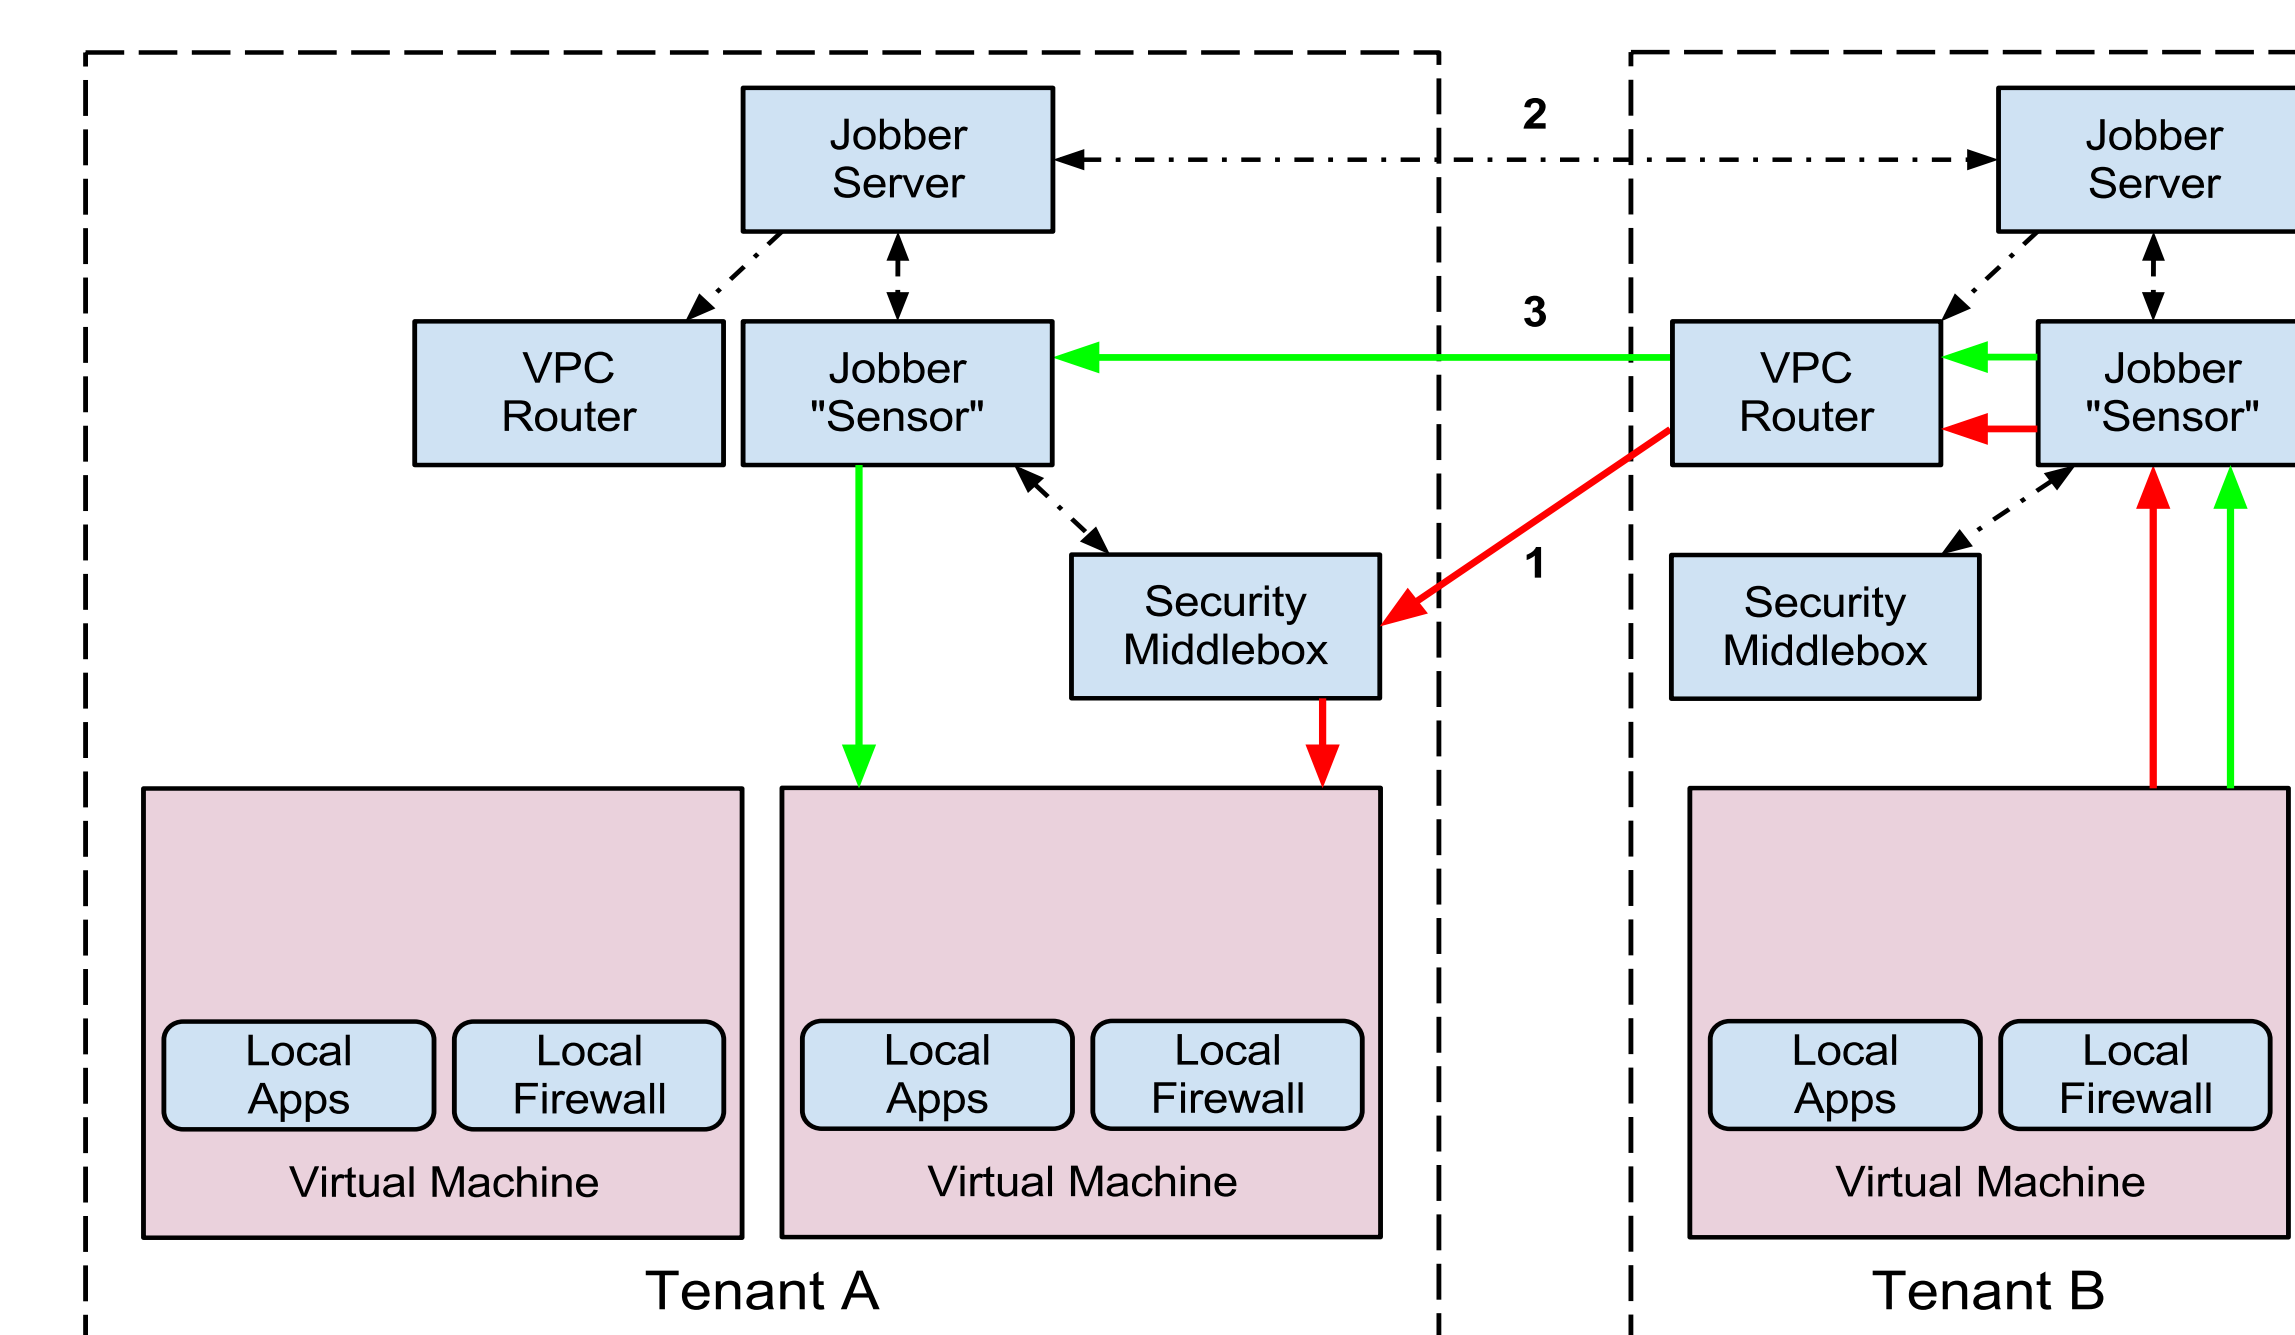 2
Jobber
Server
Jobber
Server
3
VPC
Router
Jobber
"Sensor"
VPC
Router
Jobber
"Sensor"
1
Security
Middlebox
Security
Middlebox
Local
Apps
Local
Firewall
Virtual Machine
Local
Apps
Local
Firewall
Virtual Machine
Local
Apps
Local
Firewall
Virtual Machine
Tenant A
Tenant B